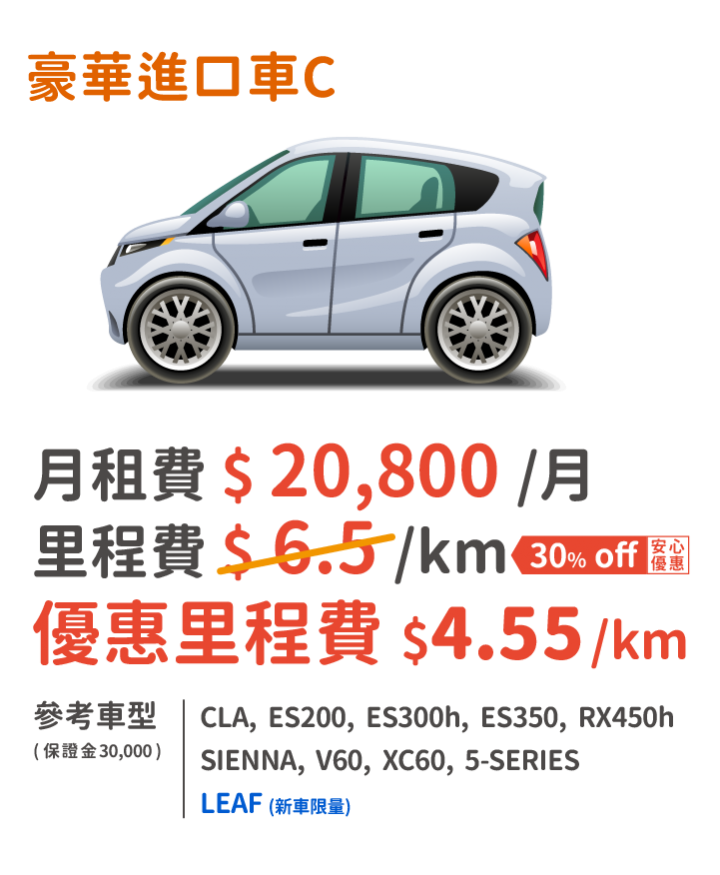 豪華進口車C
月租費 $ 20,800 /月
里程費 $ 6.5 /km 30% off 安心優惠
優惠里程費 $4.55/km
參考車型
(保證金30,000)
CLA, ES200, ES300h, ES350, RX450h
SIENNA, V60, XC60, 5-SERIES
LEAF (新車限量)